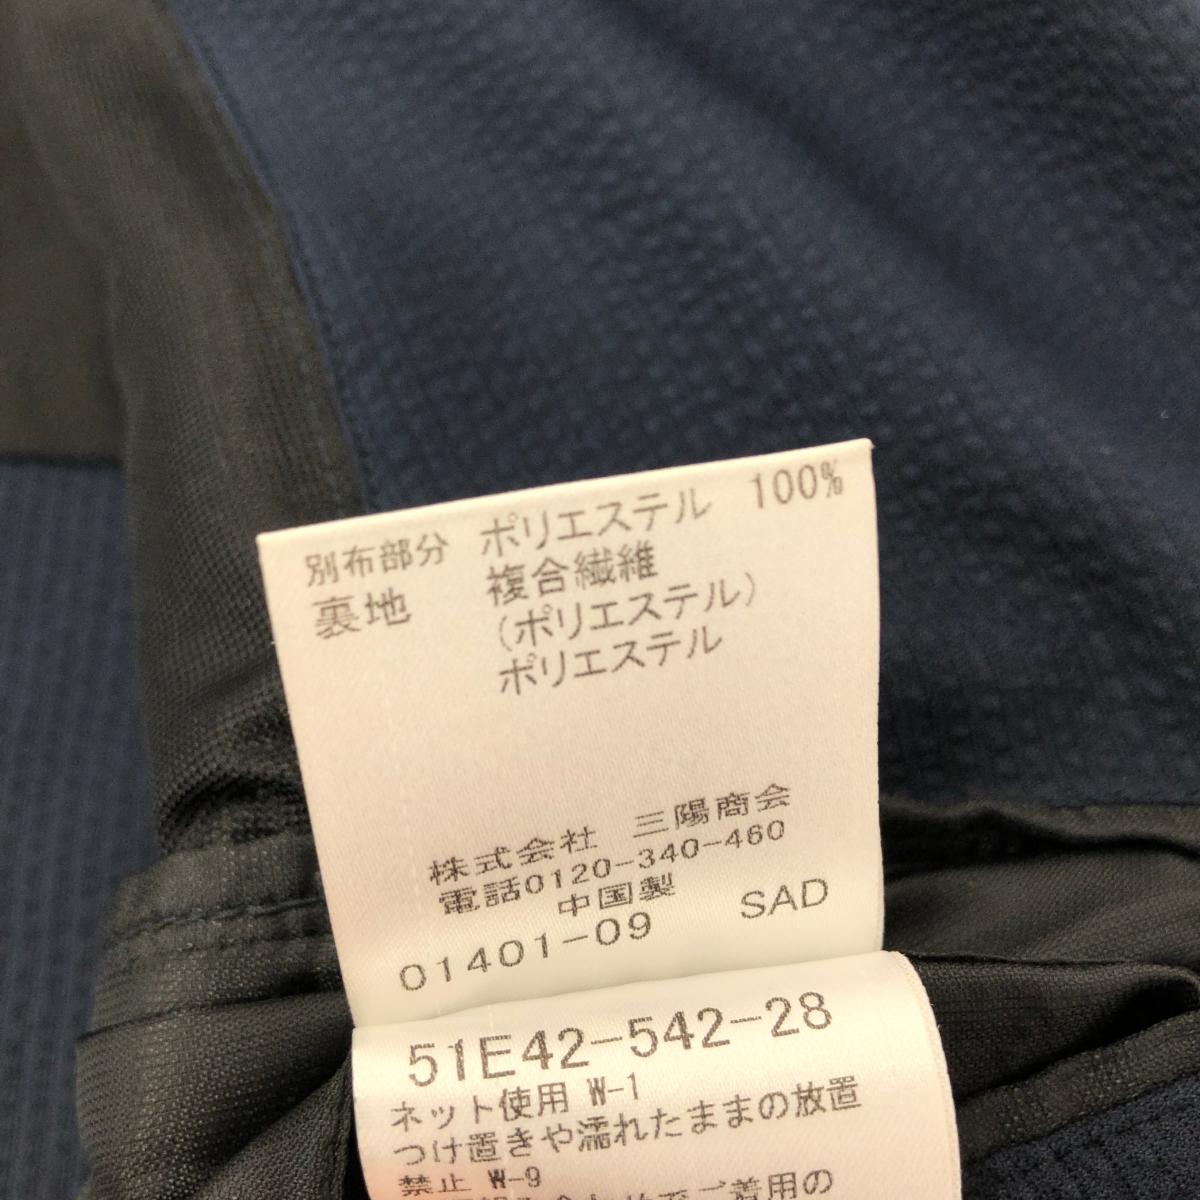 別布部分 ポリエステル 100%
裏地 複合繊維
(ポリエステル)
ポリエステル
株式会社 三陽商会
電話0120-340-460
中国製
01401-09 SAD
51E42-542-28
ネット使用 W-1
つけ置きや濡れたままの放置
禁止 W-9
ご着用の